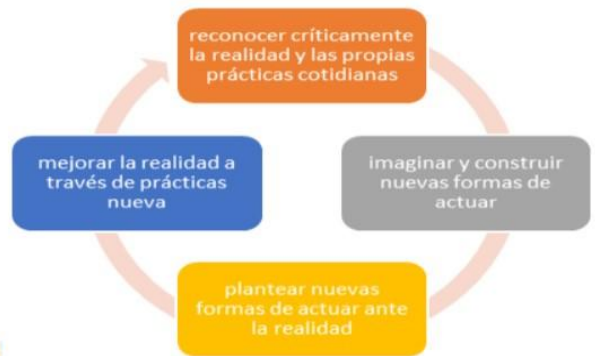 reconocer críticamente
la realidad y las propias
prácticas cotidianas
imaginar y construir
nuevas formas de
actuar
plantear nuevas
formas de actuar ante
la realidad
mejorar la realidad a
través de prácticas
nueva